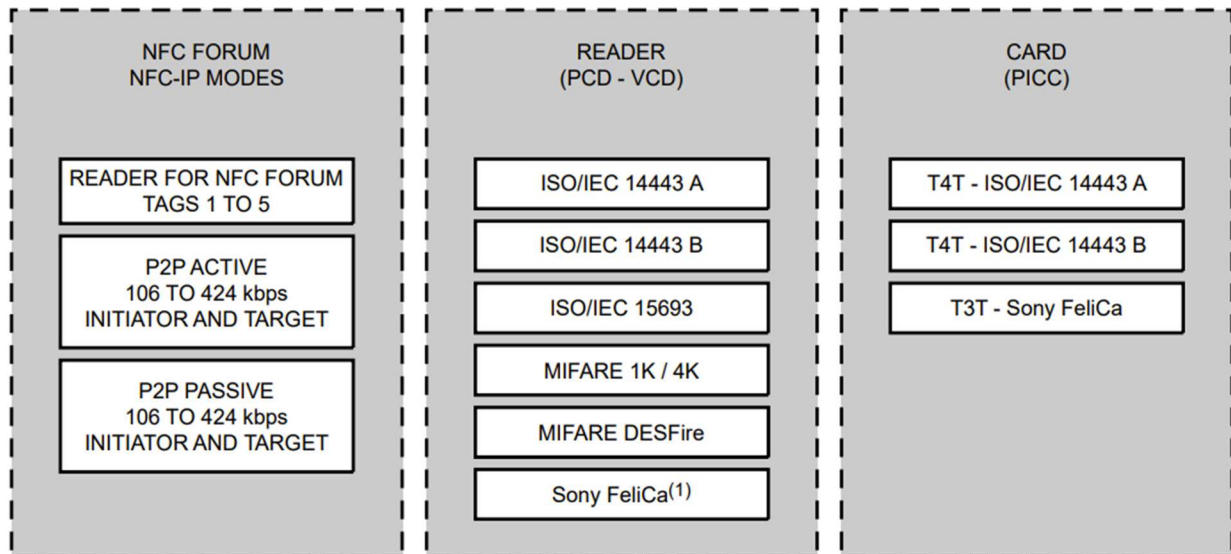 NFC FORUM
NFC-IP MODES
READER FOR NFC FORUM
TAGS 1 TO 5
P2P ACTIVE
106 TO 424 kbps
INITIATOR AND TARGET
P2P PASSIVE
106 TO 424 kbps
INITIATOR AND TARGET
READER
(PCD - VCD)
ISO/IEC 14443 A
ISO/IEC 14443 B
ISO/IEC 15693
MIFARE 1K / 4K
MIFARE DESFire
Sony FeliCa(1)
CARD
(PICC)
T4T - ISO/IEC 14443 A
T4T - ISO/IEC 14443 B
T3T - Sony FeliCa